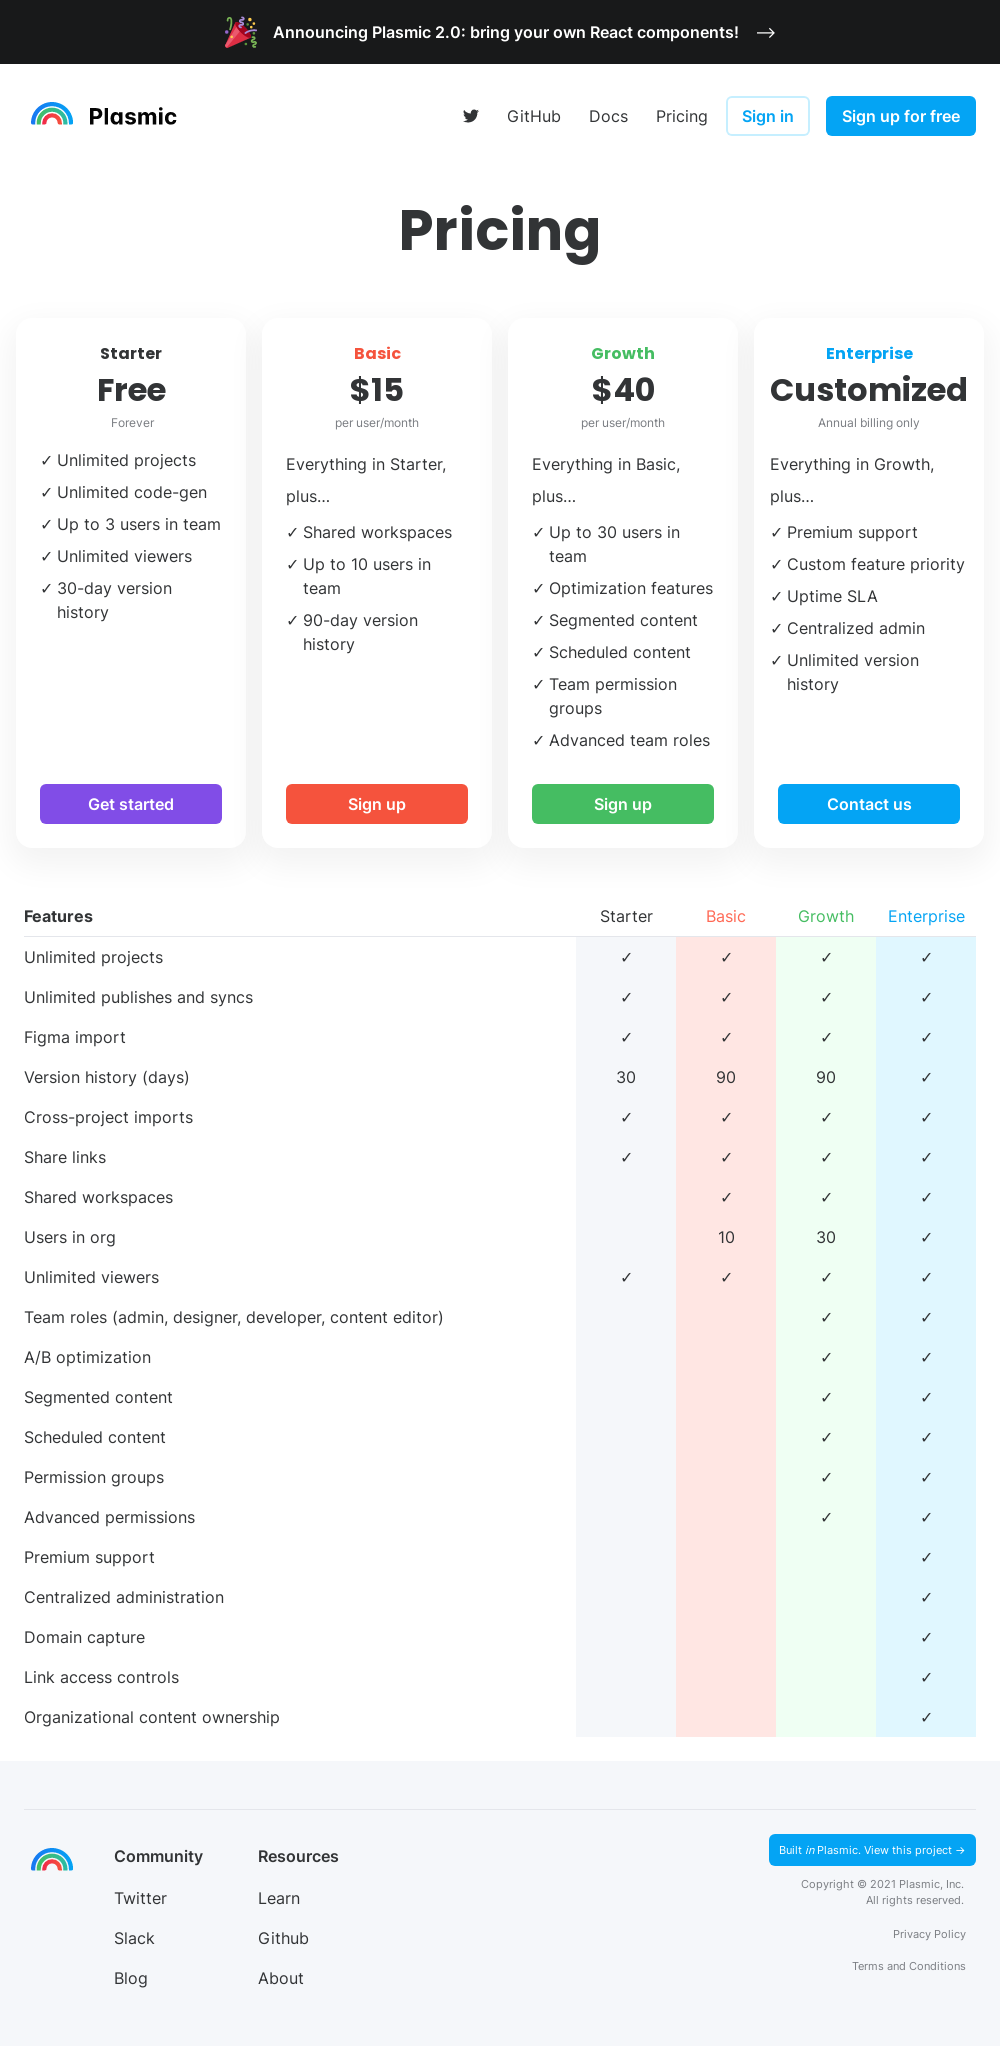 Announcing Plasmic 2.0: bring your own React components! →
Plasmic
GitHub Docs Pricing Sign in Sign up for free
Pricing
Starter
Free
Forever
✓ Unlimited projects
✓ Unlimited code-gen
✓ Up to 3 users in team
✓ Unlimited viewers
✓ 30-day version
history
Get started
Basic
$15
per user/month
Everything in Starter,
plus...
✓ Shared workspaces
✓ Up to 10 users in
team
✓ 90-day version
history
Sign up
Growth
$40
per user/month
Everything in Basic,
plus...
✓ Up to 30 users in
team
✓ Optimization features
✓ Segmented content
✓ Scheduled content
✓ Team permission
groups
✓ Advanced team roles
Sign up
Enterprise
Customized
Annual billing only
Everything in Growth,
plus...
✓ Premium support
✓ Custom feature priority
✓ Uptime SLA
✓ Centralized admin
✓ Unlimited version
history
Contact us
Features Starter Basic Growth Enterprise
Unlimited projects ✓ ✓ ✓ ✓
Unlimited publishes and syncs ✓ ✓ ✓ ✓
Figma import ✓ ✓ ✓ ✓
Version history (days) 30 90 90 ✓
Cross-project imports ✓ ✓ ✓ ✓
Share links ✓ ✓ ✓ ✓
Shared workspaces ✓ ✓ ✓
Users in org 10 30 ✓
Unlimited viewers ✓ ✓ ✓ ✓
Team roles (admin, designer, developer, content editor) ✓ ✓
A/B optimization ✓ ✓
Segmented content ✓ ✓
Scheduled content ✓ ✓
Permission groups ✓ ✓
Advanced permissions ✓ ✓
Premium support ✓
Centralized administration ✓
Domain capture ✓
Link access controls ✓
Organizational content ownership ✓
Community
Twitter
Slack
Blog
Resources
Learn
Github
About
Built in Plasmic. View this project →
Copyright © 2021 Plasmic, Inc.
All rights reserved.
Privacy Policy
Terms and Conditions